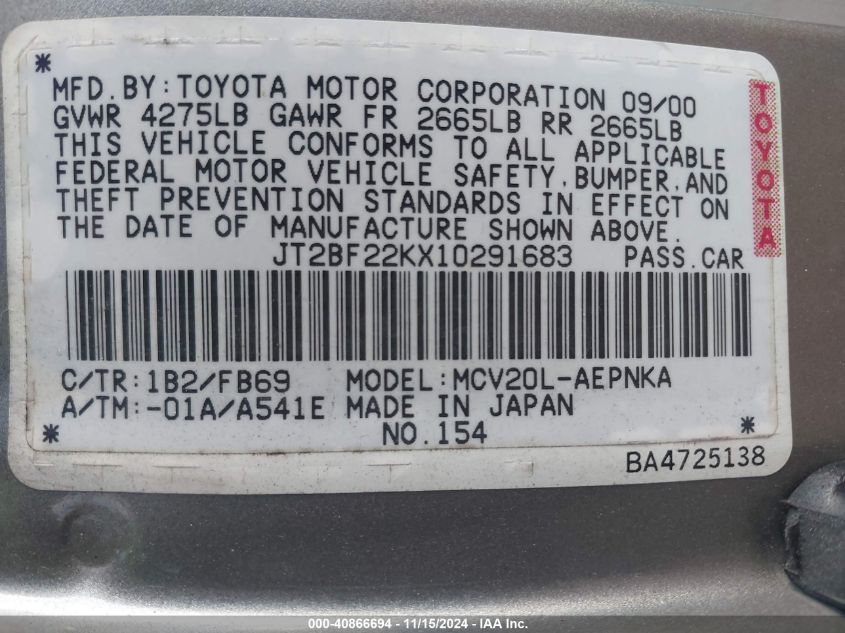 *
MFD.BY:TOYOTA MOTOR CORPORATION 09/00
GVWR 4275LB GAWR FR 2665LB RR 2665LB
THIS VEHICLE CONFORMS TO ALL APPLICABLE
FEDERAL MOTOR VEHICLE SAFETY,BUMPER,AND
THEFT PREVENTION STANDARDS IN EFFECT ON
THE DATE OF MANUFACTURE SHOWN ABOVE.
TOYOTA
JT2BF22KX10291683 PASS.CAR
C/TR:1B2/FB69 MODEL:MCV20L-AEPNKA
A/TM:-01A/A541E MADE IN JAPAN
* NO.154 *
BA4725138
000-40866694 - 11/15/2024 - IAA Inc.